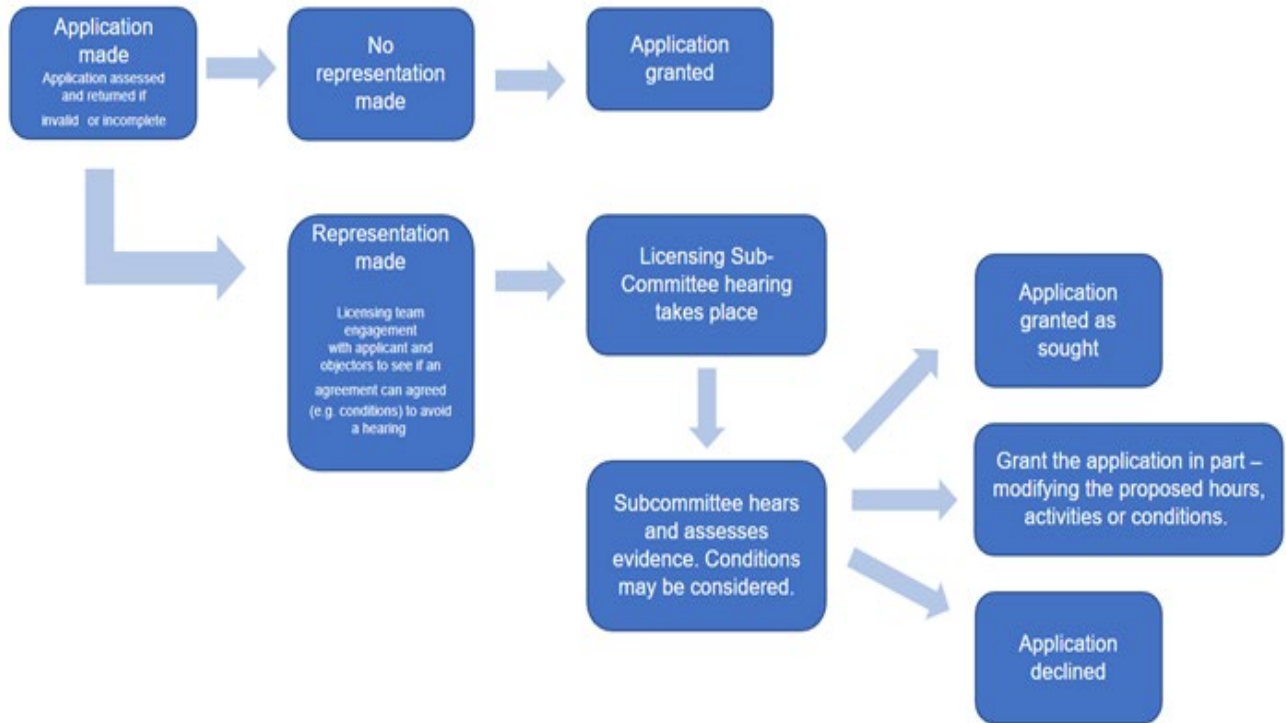 Application
made
Application assessed
and returned if
invalid or incomplete
No
representation
made
Application
granted
Representation
made
Licensing team
engagement
with applicant and
objectors to see if an
agreement can agreed
(e.g. conditions) to avoid
a hearing
Licensing Sub-
Committee hearing
takes place
Subcommittee hears
and assesses
evidence. Conditions
may be considered.
Application
granted as
sought
Grant the application in part –
modifying the proposed hours,
activities or conditions.
Application
declined